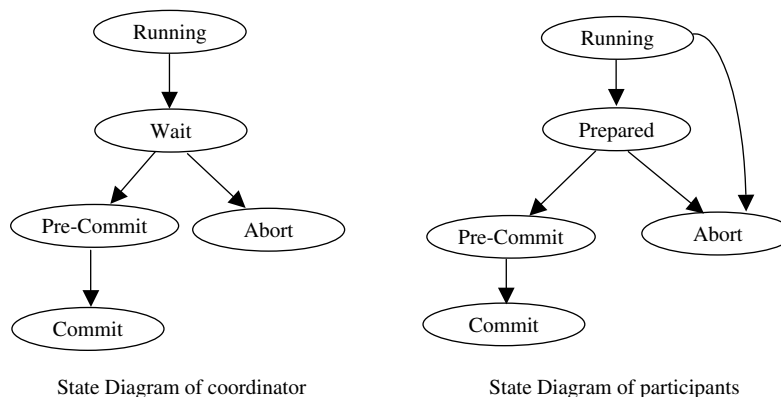 Running
Wait
Pre-Commit
Abort
Commit
State Diagram of coordinator
Running
Prepared
Pre-Commit
Abort
Commit
State Diagram of participants